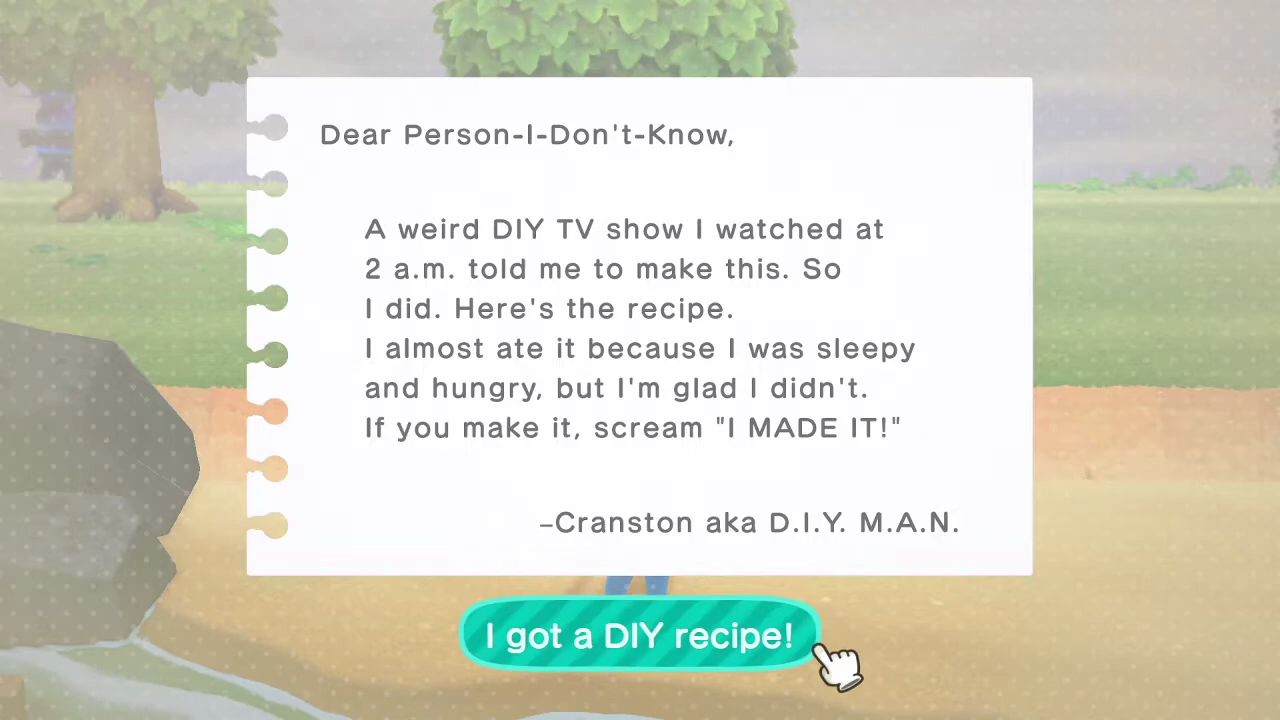 Dear Person-I-Don't-Know,
A weird DIY TV show I watched at
2 a.m. told me to make this. So
I did. Here's the recipe.
I almost ate it because I was sleepy
and hungry, but I'm glad I didn't.
If you make it, scream "I MADE IT!"
–Cranston aka D.I.Y. M.A.N.
I got a DIY recipe!